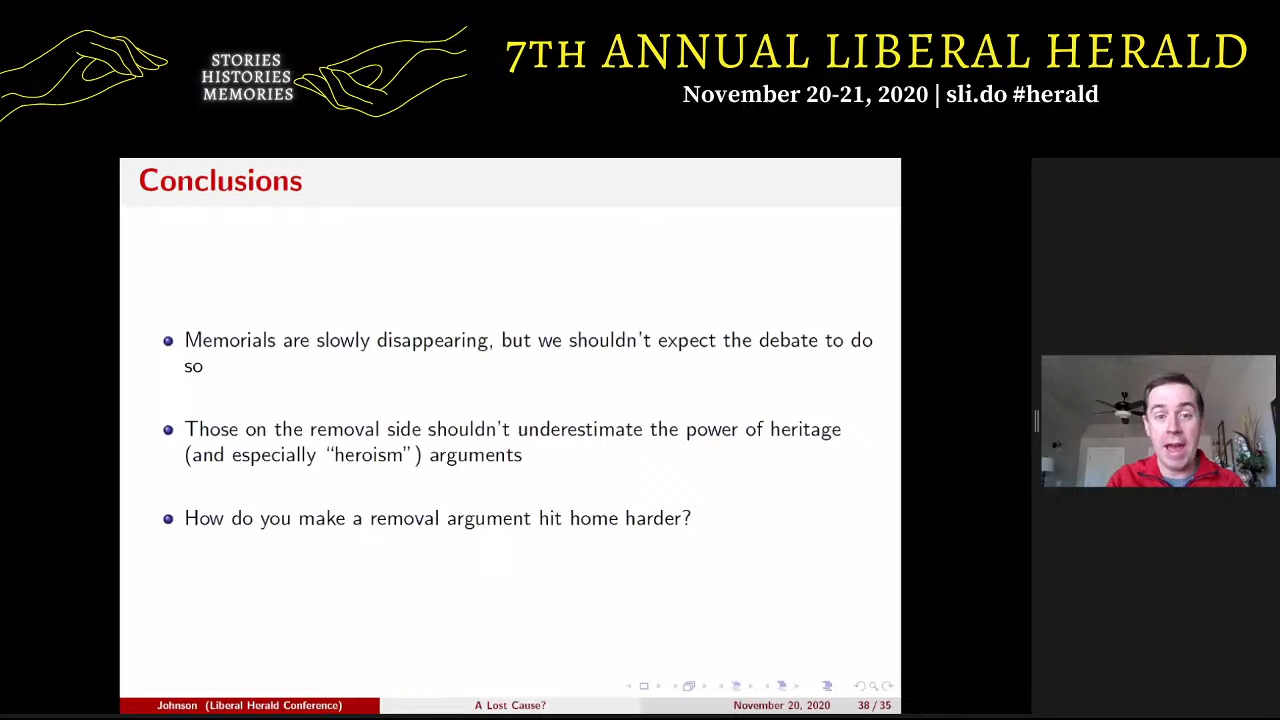 STORIES
HISTORIES
MEMORIES
7TH ANNUAL LIBERAL HERALD
November 20-21, 2020 | sli.do #herald
Conclusions
Memorials are slowly disappearing, but we shouldn't expect the debate to do
so
Those on the removal side shouldn't underestimate the power of heritage
(and especially “heroism”) arguments
How do you make a removal argument hit home harder?
Johnson (Liberal Herald Conference)
A Lost Cause?
November 20, 2020
38 / 35